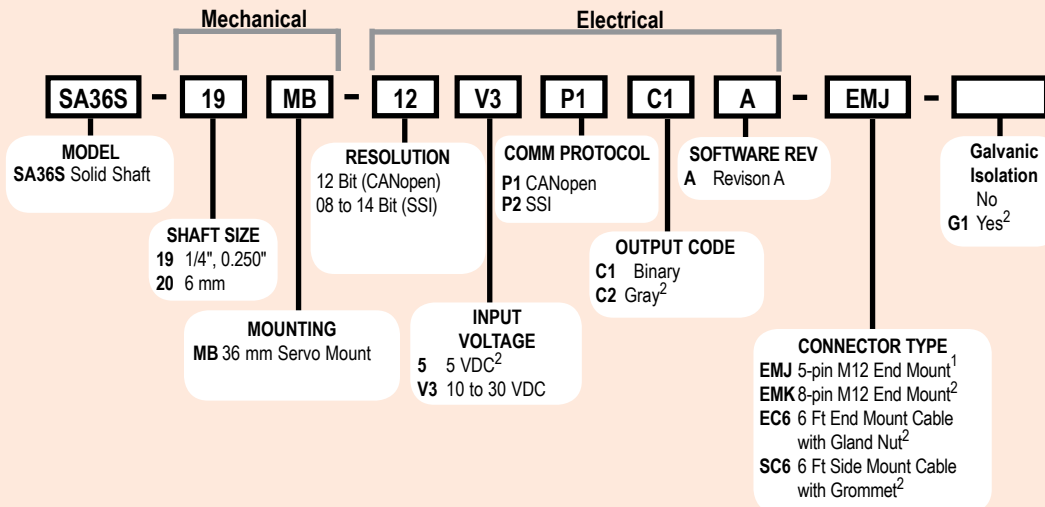 Mechanical
Electrical
SA36S - 19 MB - 12 V3 P1 C1 A - EMJ -
MODEL
SA36S Solid Shaft
SHAFT SIZE
19 1/4", 0.250"
20 6 mm
MOUNTING
MB 36 mm Servo Mount
RESOLUTION
12 Bit (CANopen)
08 to 14 Bit (SSI)
INPUT
VOLTAGE
5 5 VDC²
V3 10 to 30 VDC
COMM PROTOCOL
P1 CANopen
P2 SSI
OUTPUT CODE
C1 Binary
C2 Gray²
SOFTWARE REV
A Revison A
CONNECTOR TYPE
EMJ 5-pin M12 End Mount¹
EMK 8-pin M12 End Mount²
EC6 6 Ft End Mount Cable
with Gland Nut²
SC6 6 Ft Side Mount Cable
with Grommet²
Galvanic
Isolation
No
G1 Yes²